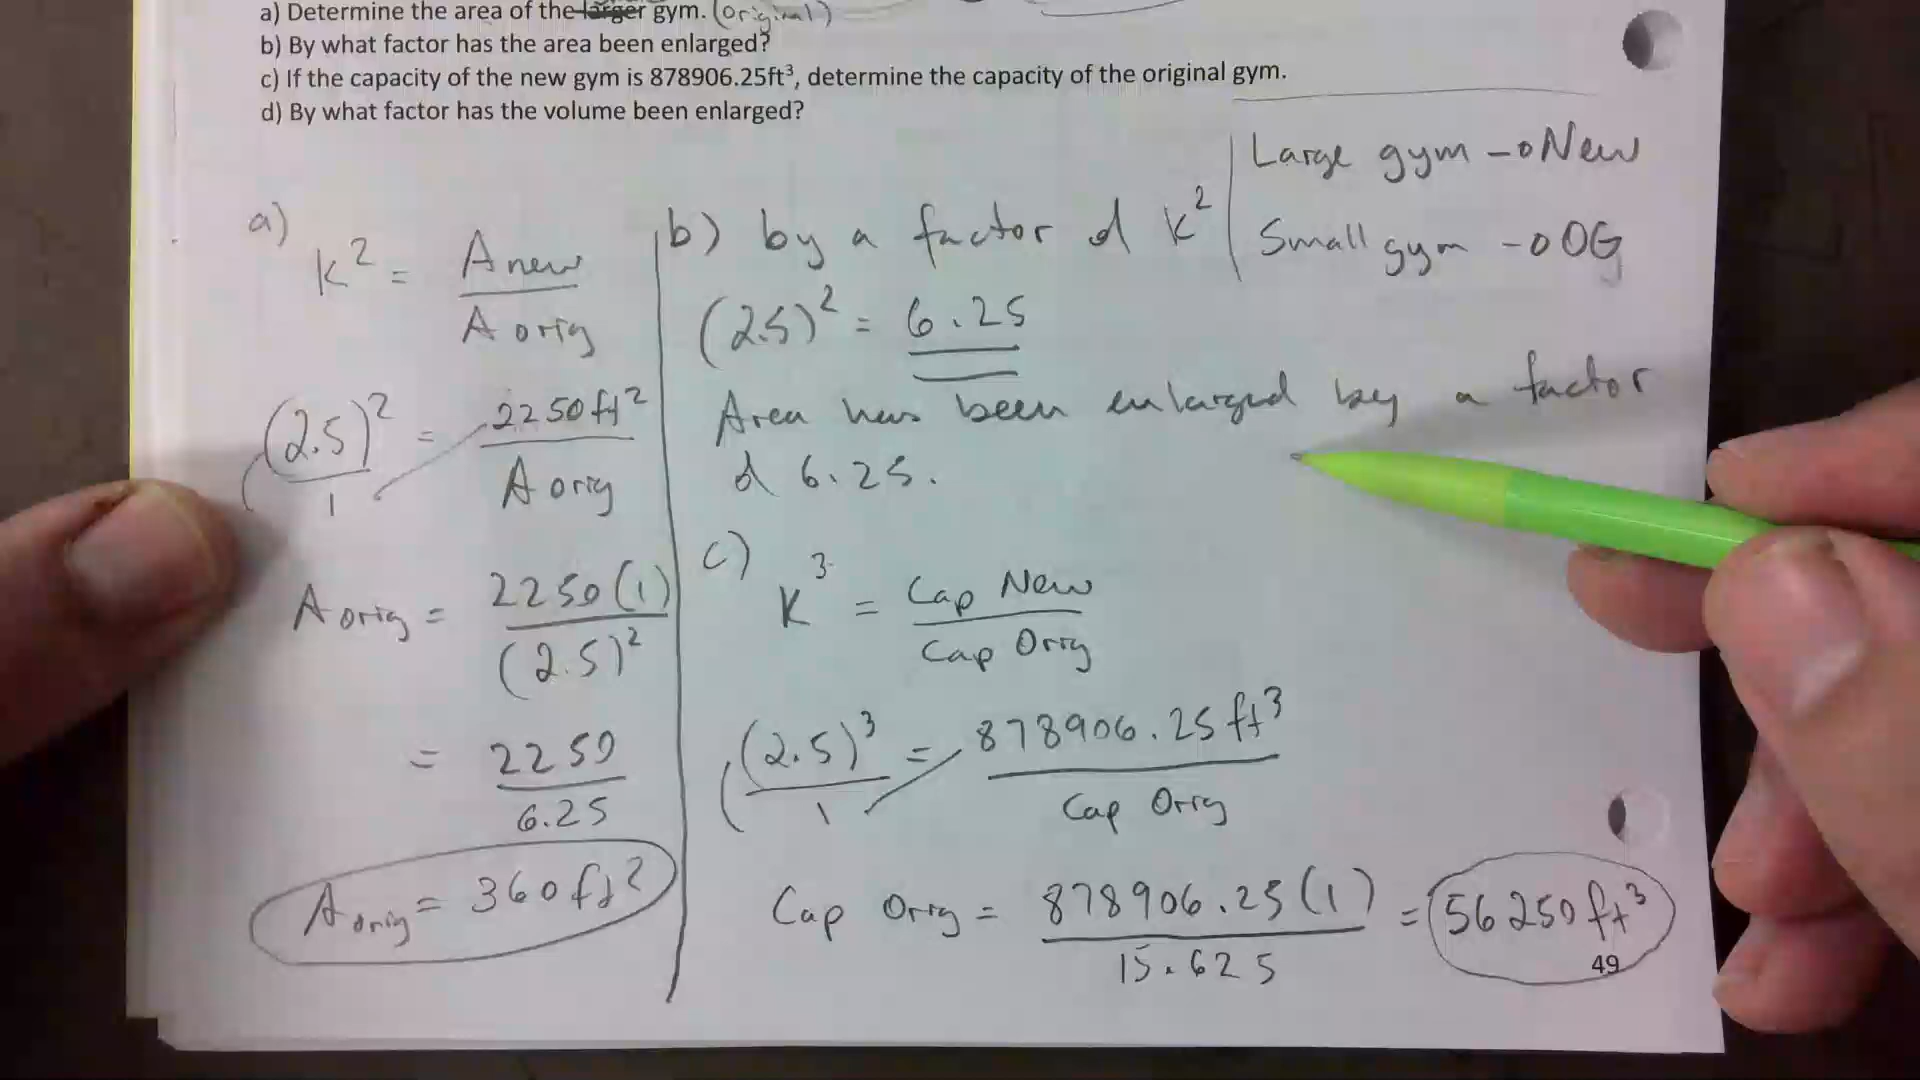 a) Determine the area of the larger gym. (original)
b) By what factor has the area been enlarged?
c) If the capacity of the new gym is 878906.25ft³, determine the capacity of the original gym.
d) By what factor has the volume been enlarged?
Large gym → New
Small gym → OG
a)
K² = A new / A orig
(2.5)² / 1 = 2250 ft² / A orig
A orig = 2250(1) / (2.5)²
= 2250 / 6.25
A orig = 360 ft²
b) by a factor of K²
(2.5)² = 6.25
Area has been enlarged by a factor
of 6.25.
c)
K³ = Cap New / Cap Orig
(2.5)³ / 1 = 878906.25 ft³ / Cap Orig
Cap Orig = 878906.25(1) / 15.625 = 56250 ft³
49